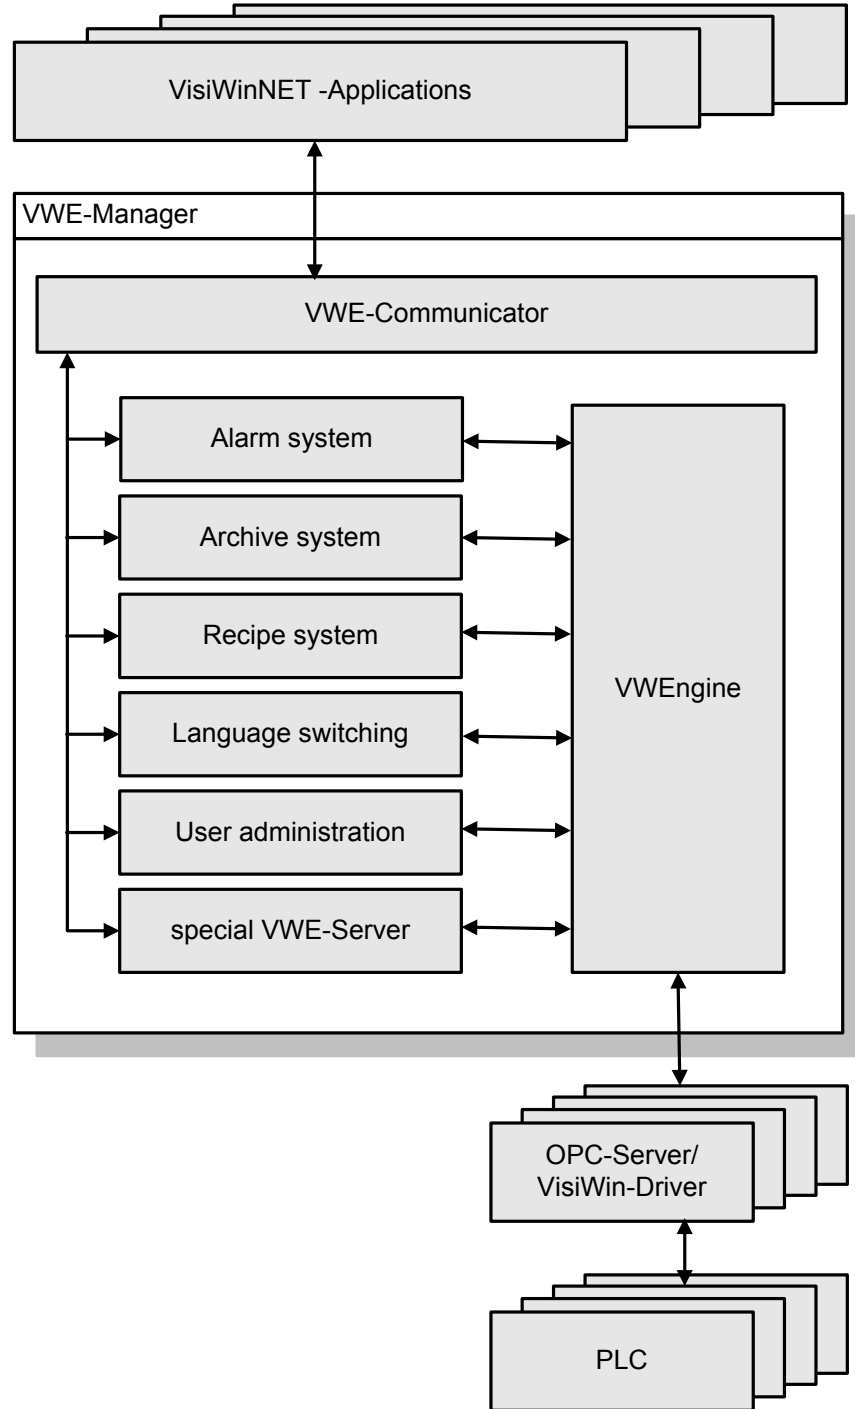 VisiWinNET -Applications
VWE-Manager
VWE-Communicator
Alarm system
Archive system
Recipe system
Language switching
User administration
special VWE-Server
VWEngine
OPC-Server/
VisiWin-Driver
PLC